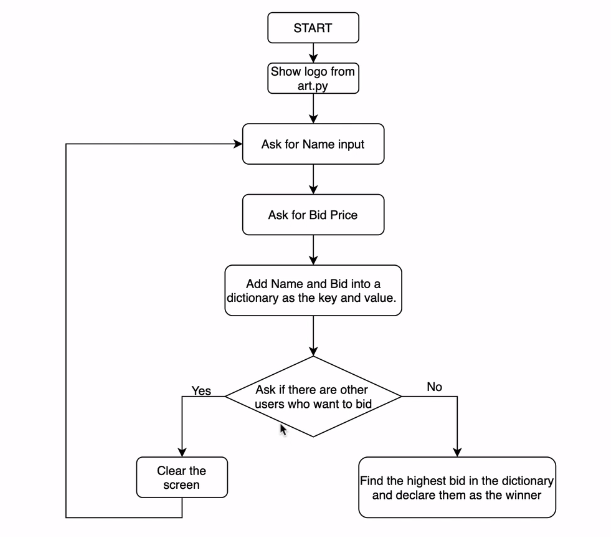 START
Show logo from
art.py
Ask for Name input
Ask for Bid Price
Add Name and Bid into a
dictionary as the key and value.
Ask if there are other
users who want to bid
Yes
No
Clear the
screen
Find the highest bid in the dictionary
and declare them as the winner